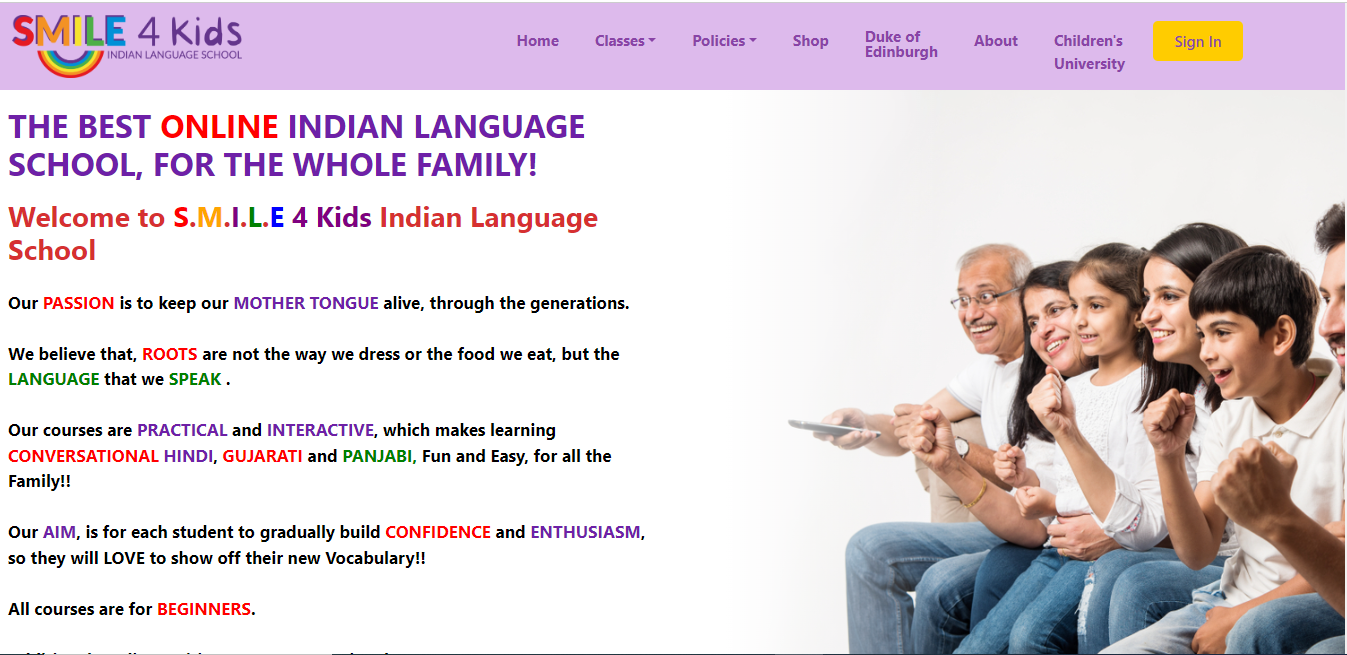 SMILE 4 Kids
INDIAN LANGUAGE SCHOOL
Home
Classes
Policies
Shop
Duke of
Edinburgh
About
Children's
University
Sign In
THE BEST ONLINE INDIAN LANGUAGE
SCHOOL, FOR THE WHOLE FAMILY!
Welcome to S.M.I.L.E 4 Kids Indian Language
School
Our PASSION is to keep our MOTHER TONGUE alive, through the generations.
We believe that, ROOTS are not the way we dress or the food we eat, but the
LANGUAGE that we SPEAK .
Our courses are PRACTICAL and INTERACTIVE, which makes learning
CONVERSATIONAL HINDI, GUJARATI and PANJABI, Fun and Easy, for all the
Family!!
Our AIM, is for each student to gradually build CONFIDENCE and ENTHUSIASM,
so they will LOVE to show off their new Vocabulary!!
All courses are for BEGINNERS.